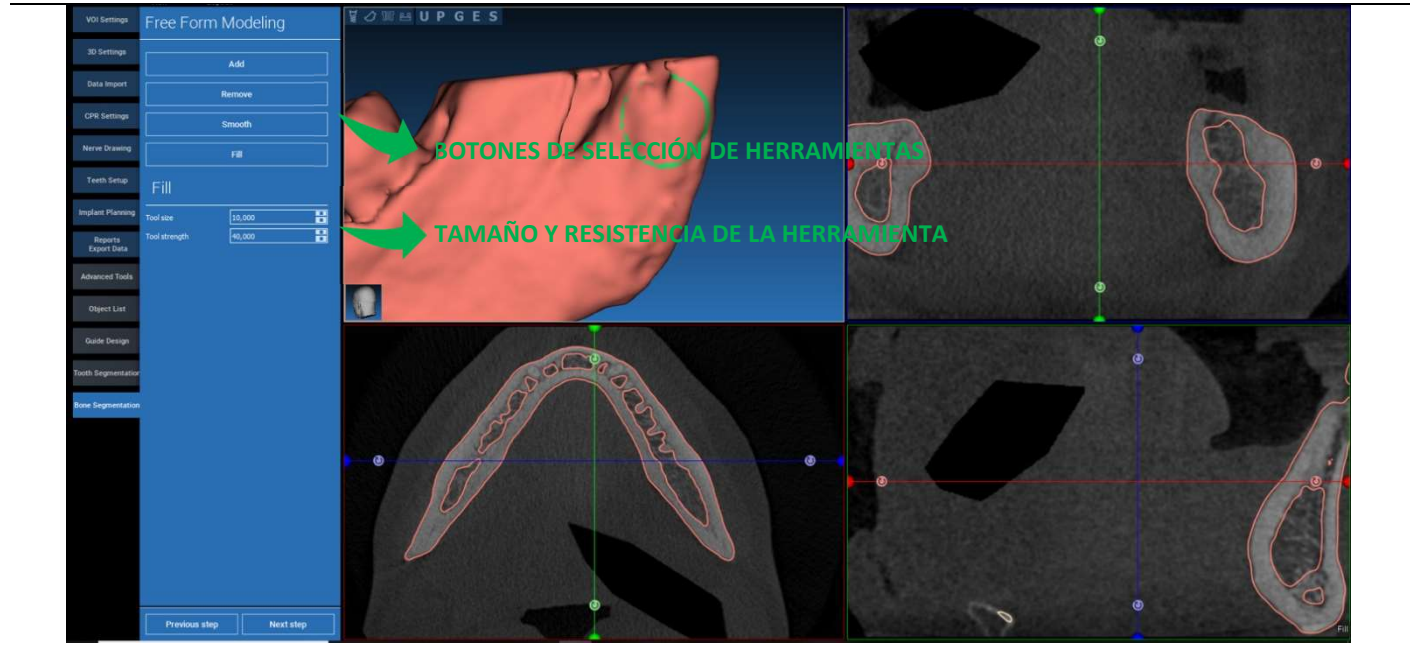 VOI Settings
3D Settings
Data Import
CPR Settings
Nerve Drawing
Teeth Setup
Implant Planning
Reports
Export Data
Advanced Tools
Object List
Guide Design
Tooth Segmentation
Bone Segmentation
Free Form Modeling
Add
Remove
Smooth
Fill
Fill
Tool size 10,000
Tool strength 40,000
Previous step Next step
U P G E S
BOTONES DE SELECCIÓN DE HERRAMIENTAS
TAMAÑO Y RESISTENCIA DE LA HERRAMIENTA
Fill